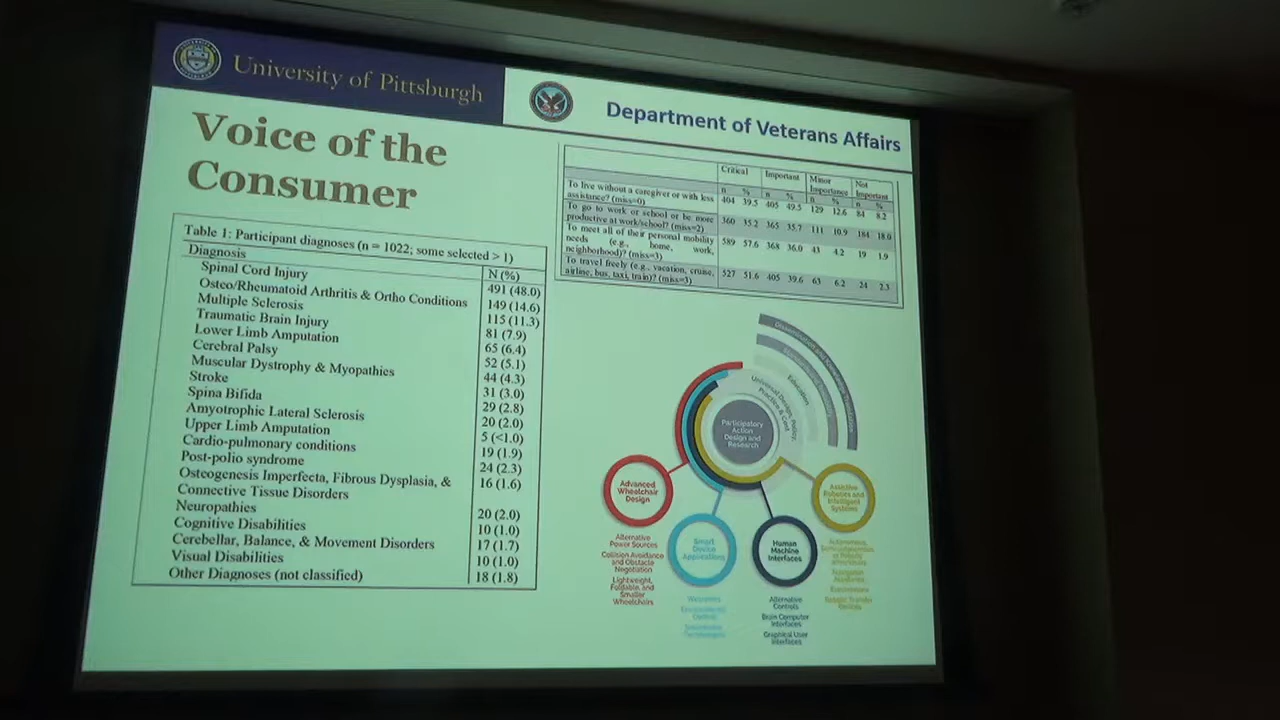 University of Pittsburgh
Department of Veterans Affairs
Voice of the
Consumer
Table 1: Participant diagnoses (n = 1022; some selected > 1)
Diagnosis N (%)
Spinal Cord Injury 491 (48.0)
Osteo/Rheumatoid Arthritis & Ortho Conditions 149 (14.6)
Multiple Sclerosis 115 (11.3)
Traumatic Brain Injury 81 (7.9)
Lower Limb Amputation 65 (6.4)
Cerebral Palsy 52 (5.1)
Muscular Dystrophy & Myopathies 44 (4.3)
Stroke 31 (3.0)
Spina Bifida 29 (2.8)
Amyotrophic Lateral Sclerosis 20 (2.0)
Upper Limb Amputation 5 (<1.0)
Cardio-pulmonary conditions 19 (1.9)
Post-polio syndrome 24 (2.3)
Osteogenesis Imperfecta, Fibrous Dysplasia, & 16 (1.6)
Connective Tissue Disorders
Neuropathies 20 (2.0)
Cognitive Disabilities 10 (1.0)
Cerebellar, Balance, & Movement Disorders 17 (1.7)
Visual Disabilities 10 (1.0)
Other Diagnoses (not classified) 18 (1.8)
Critical Important Minor Not
Importance Important
n % n % n % n %
To live without a caregiver or with less 404 39.5 405 49.5 129 12.6 84 8.2
assistance? (miss=0)
To go to work or school or be more 360 35.2 365 35.7 111 10.9 184 18.0
productive at work/school? (miss=2)
To meet all of their personal mobility 589 57.6 368 36.0 43 4.2 19 1.9
needs (e.g., home, work,
neighborhood)? (miss=3)
To travel freely (e.g., vacation, cruise, 527 51.6 405 39.6 63 6.2 24 2.3
airline, bus, taxi, train)? (miss=3)
Education
Universal Design, Policy,
Practice & Cost
Participatory
Action
Design and
Research
Advanced
Wheelchair
Design
Smart
Device
Applications
Human
Machine
Interfaces
Assistive
Robotics and
Intelligent
Systems
Alternative
Power Sources
Collision Avoidance
and Obstacle
Negotiation
Lightweight,
Foldable, and
Smaller
Wheelchairs
Alternative
Controls
Brain Computer
Interfaces
Graphical User
Interfaces